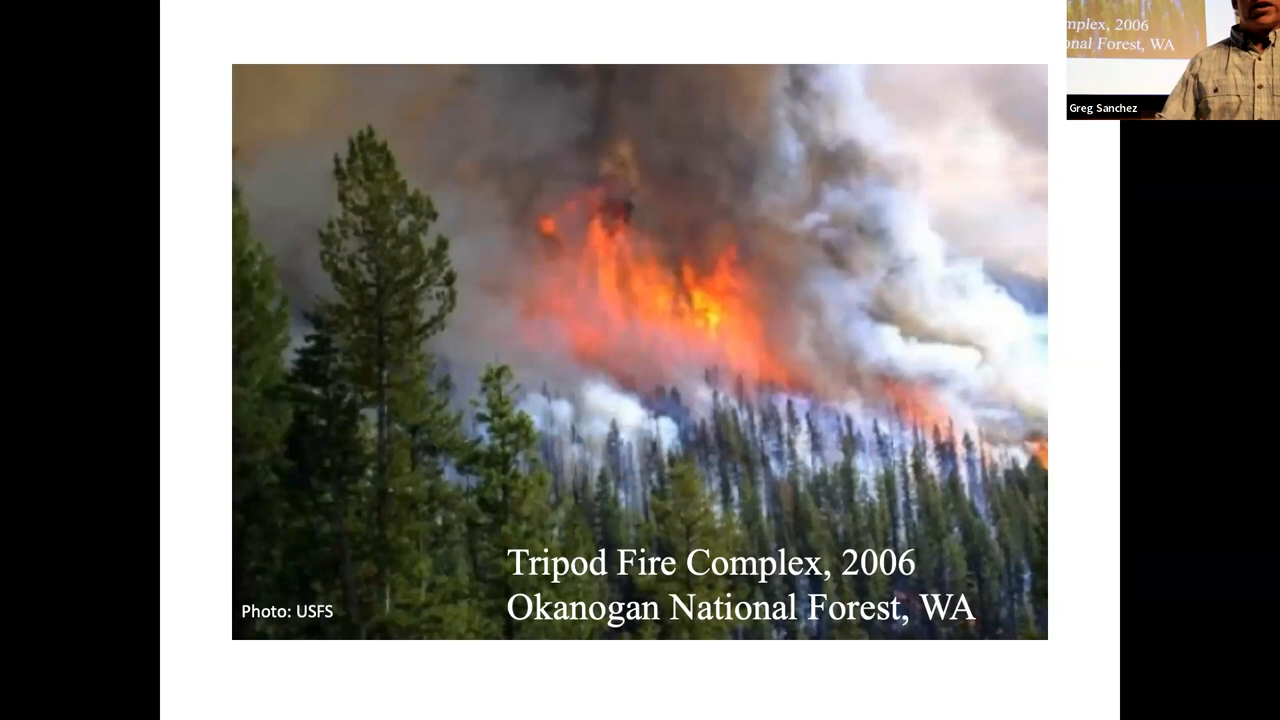 mplex, 2006
onal Forest, WA
Greg Sanchez
Tripod Fire Complex, 2006
Okanogan National Forest, WA
Photo: USFS